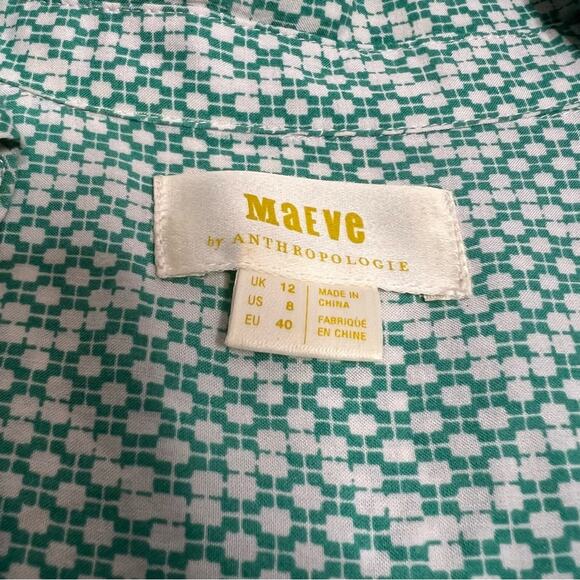 MaEve
by ANTHROPOLOGIE
UK 12
US 8
EU 40
MADE IN
CHINA
FABRIQUÉ
EN CHINE